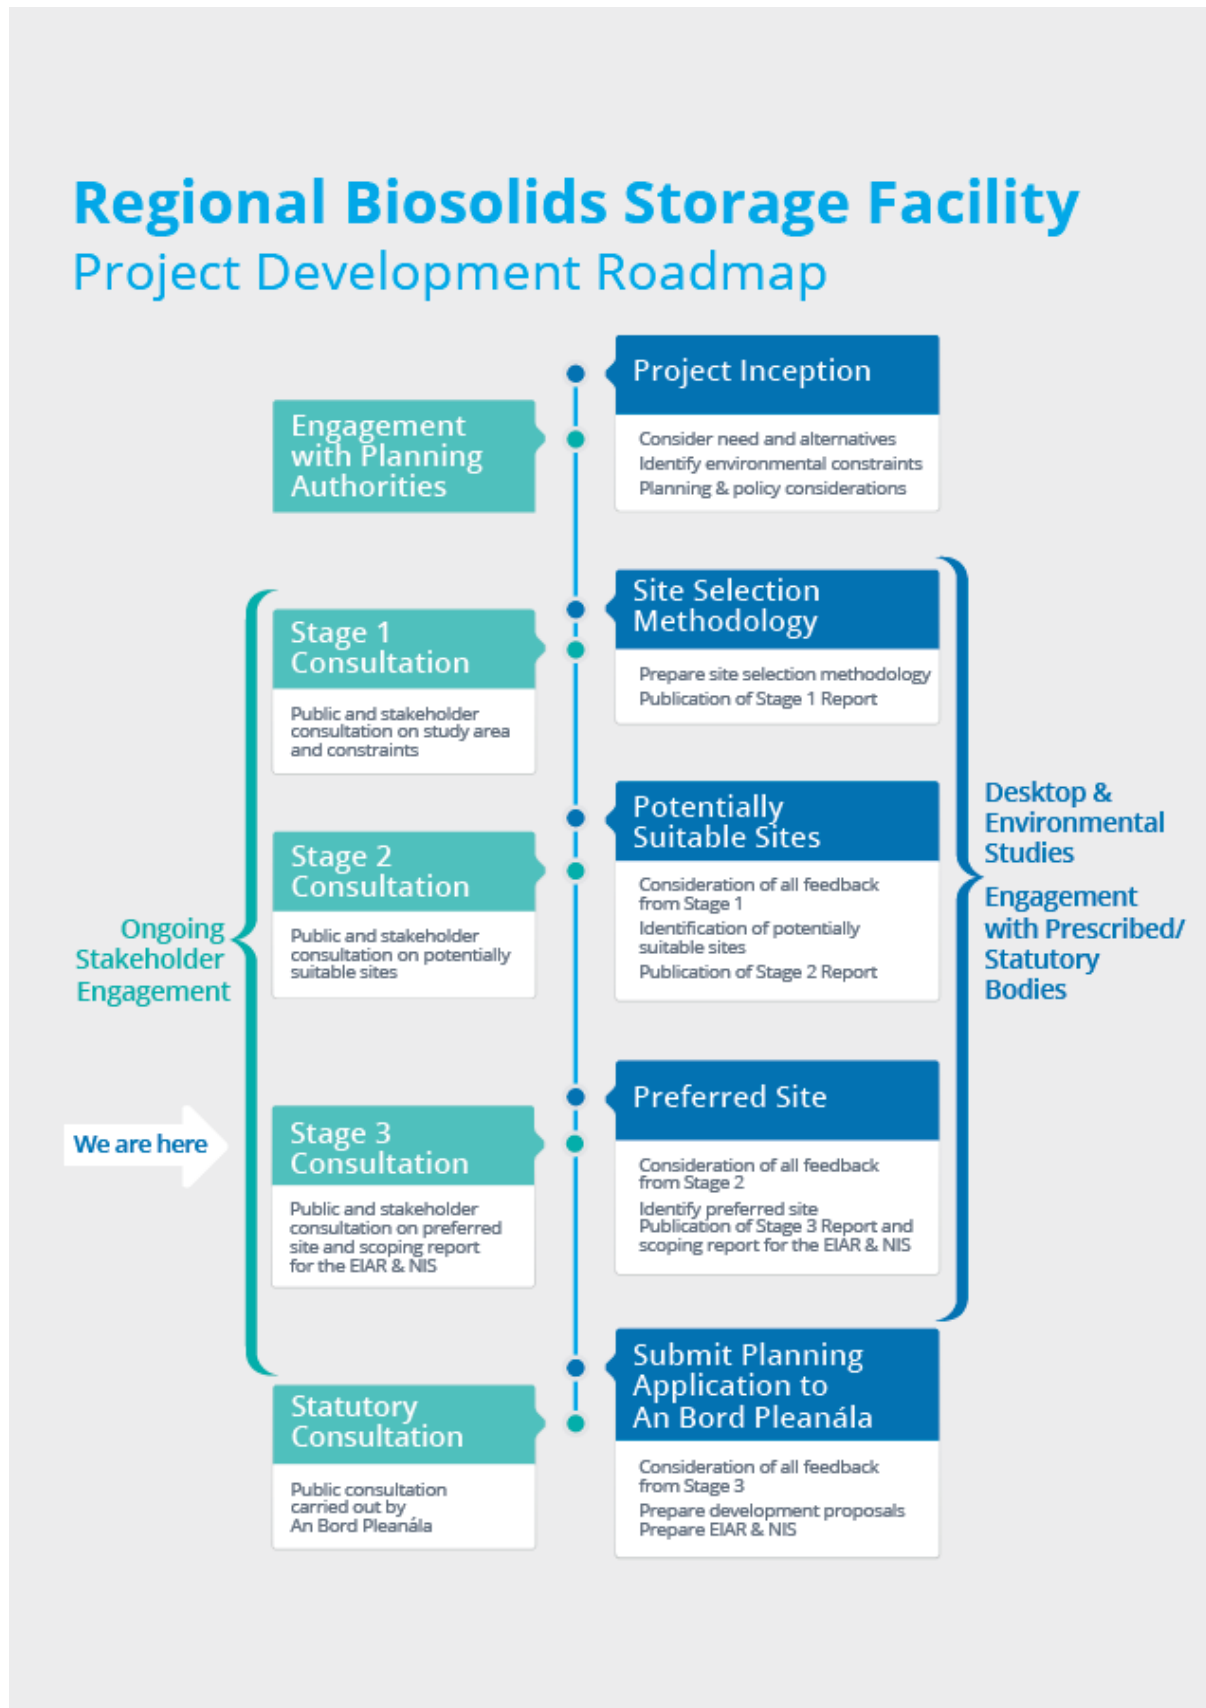 Regional Biosolids Storage Facility
Project Development Roadmap
Project Inception
Consider need and alternatives
Identify environmental constraints
Planning & policy considerations
Engagement
with Planning
Authorities
Site Selection
Methodology
Prepare site selection methodology
Publication of Stage 1 Report
Stage 1
Consultation
Public and stakeholder
consultation on study area
and constraints
Potentially
Suitable Sites
Consideration of all feedback
from Stage 1
Identification of potentially
suitable sites
Publication of Stage 2 Report
Stage 2
Consultation
Public and stakeholder
consultation on potentially
suitable sites
Desktop &
Environmental
Studies
Engagement
with Prescribed/
Statutory
Bodies
Ongoing
Stakeholder
Engagement
Preferred Site
Consideration of all feedback
from Stage 2
Identify preferred site
Publication of Stage 3 Report and
scoping report for the EIAR & NIS
We are here
Stage 3
Consultation
Public and stakeholder
consultation on preferred
site and scoping report
for the EIAR & NIS
Submit Planning
Application to
An Bord Pleanála
Consideration of all feedback
from Stage 3
Prepare development proposals
Prepare EIAR & NIS
Statutory
Consultation
Public consultation
carried out by
An Bord Pleanála